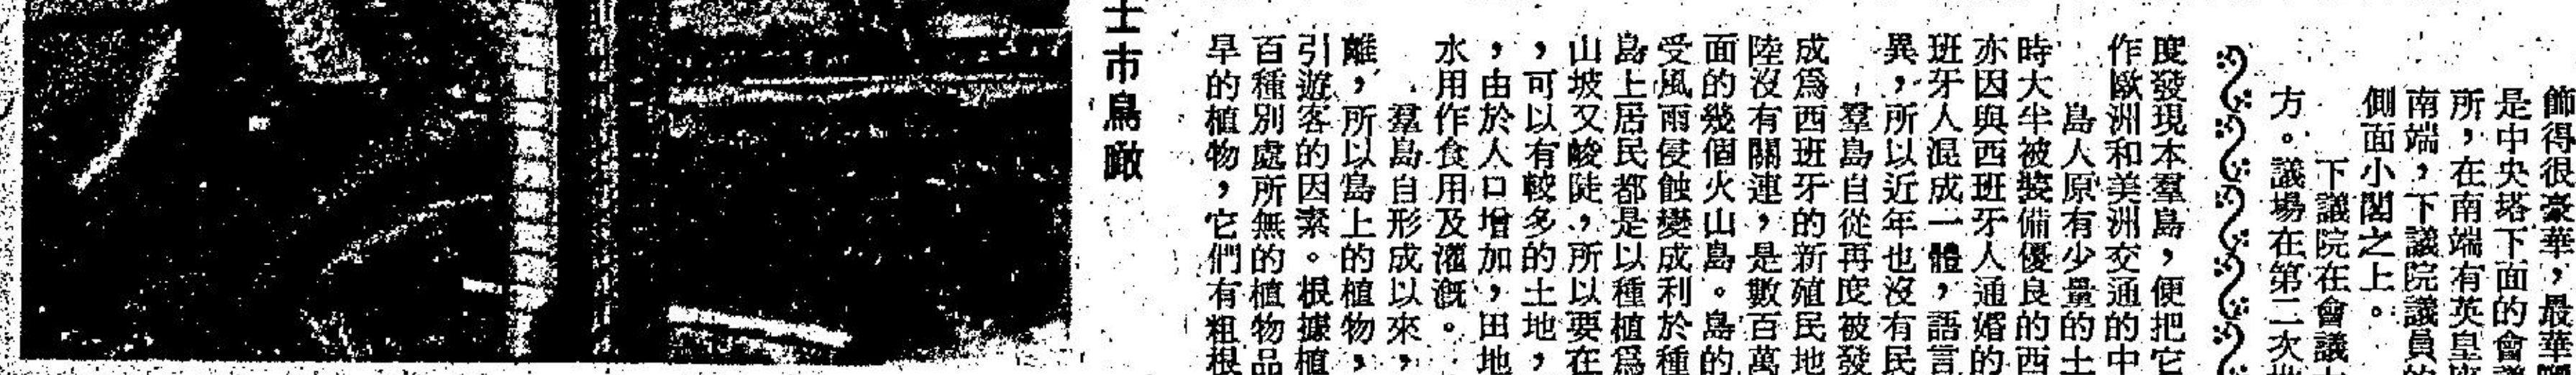 飾得很豪華，最華
是中央塔下面的會議
所，在南端有英皇座
南端，下議院議員的
側面小閣之上。
下議院在會議
方。議場在第二次
度發現本羣島，便把它
作歐洲和美洲交通的中
島人原有少量的土
時大半被裝備優良的西
亦因與西班牙人通婚的
班牙人混成一體，語言
異，所以近年也沒有民
羣島自從再度被發
成爲西班牙的新殖民地
陸沒有關連，是數百萬
面的幾個火山島。島的
受風雨侵蝕變成利於種
島上居民都是以種植爲
山坡又峻陡，所以要在
，可以有較多的土地，
，由於人口增加，田地
水用作食用及灌漑。
羣島自形成以來，
離，所以島上的植物，
引遊客的因素。根據植
百種別處所無的植物品
旱的植物，它們有粗根
士市鳥瞰